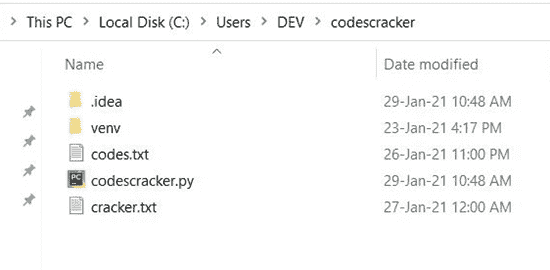 This PC > Local Disk (C:) > Users > DEV > codescracker
Name Date modified
.idea 29-Jan-21 10:48 AM
venv 23-Jan-21 4:17 PM
codes.txt 26-Jan-21 11:00 PM
codescracker.py 29-Jan-21 10:48 AM
cracker.txt 27-Jan-21 12:00 AM